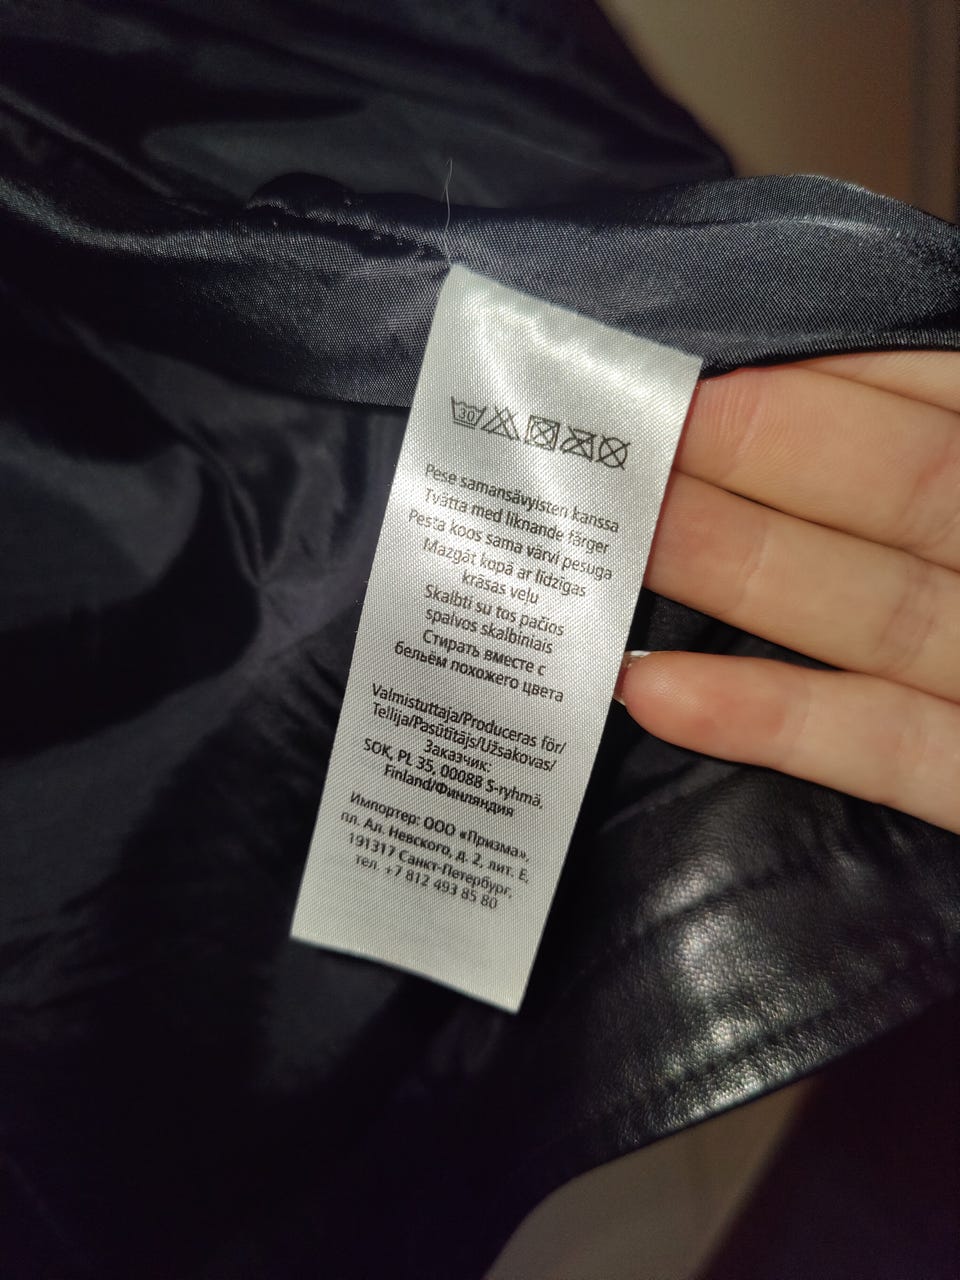 30
Pese samansävyisten kanssa
Tvätta med liknande färger
Pesta koos sama värvi pesuga
Mazgāt kopā ar līdzīgas
krāsas veļu
Skalbti su tos pačios
spalvos skalbiniais
Стирать вместе с
бельём похожего цвета
Valmistuttaja/Produceras för/
Tellija/Pasūtītājs/Užsakovas/
Заказчик:
SOK, PL 35, 00088 S-ryhmä,
Finland/Финляндия
Импортер: ООО «Призма»,
пл. Ал. Невского, д. 2, лит. Е,
191317 Санкт-Петербург,
тел. +7 812 493 85 80